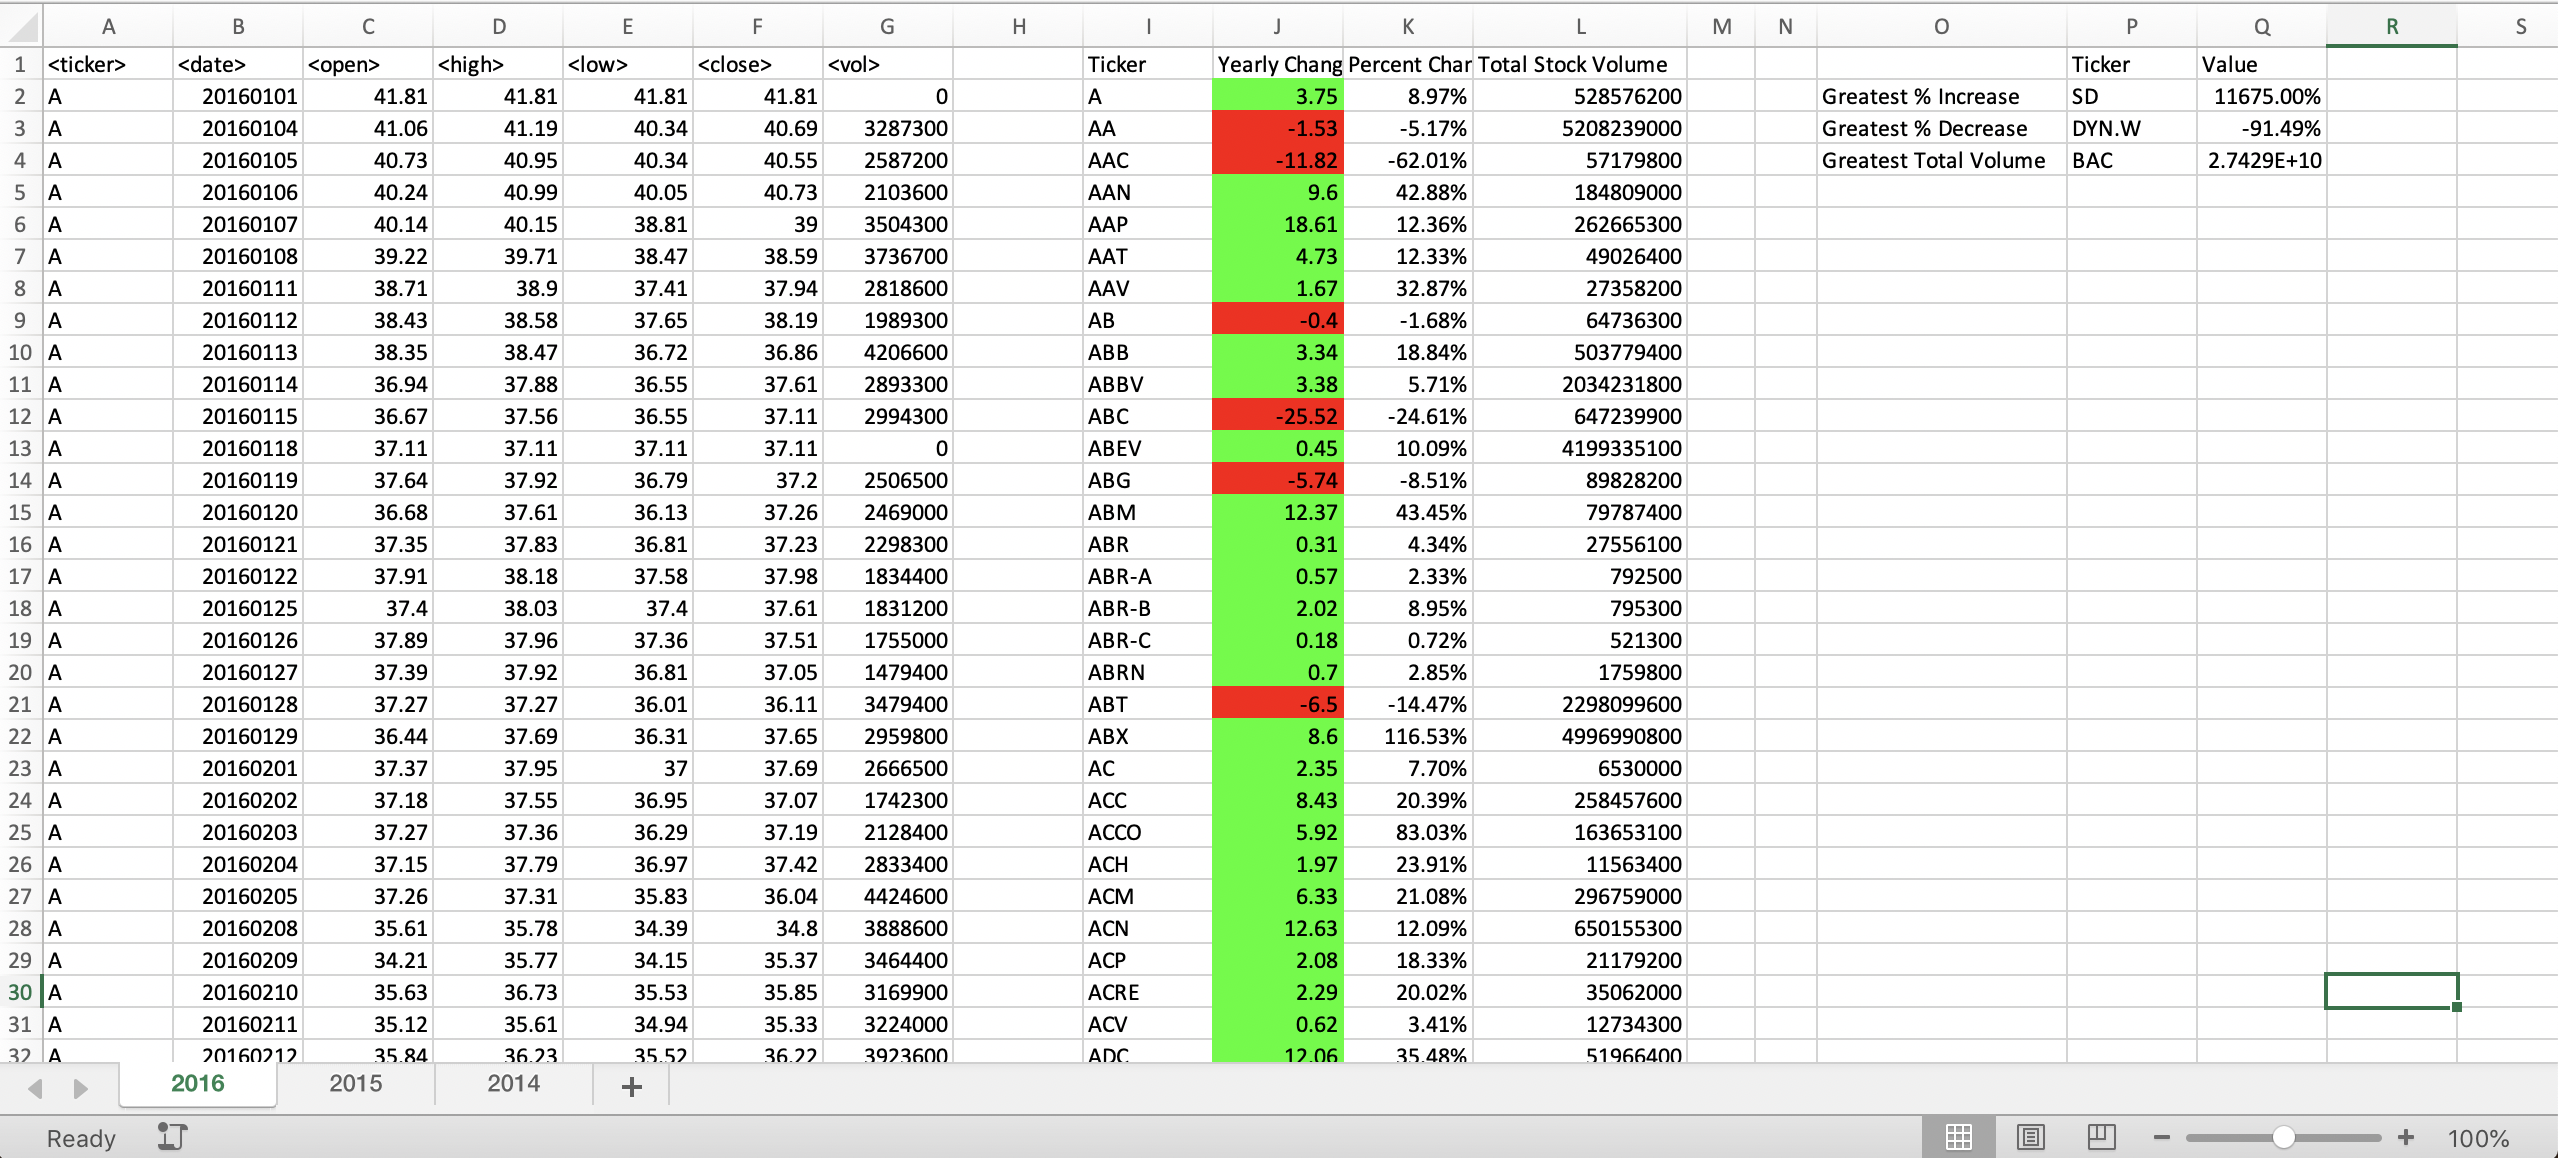 A B C D E F G H I J K L M N O P Q R S
1 <ticker> <date> <open> <high> <low> <close> <vol> Ticker Yearly Chang Percent Char Total Stock Volume Ticker Value
2 A 20160101 41.81 41.81 41.81 41.81 0 A 3.75 8.97% 528576200 Greatest % Increase SD 11675.00%
3 A 20160104 41.06 41.19 40.34 40.69 3287300 AA -1.53 -5.17% 5208239000 Greatest % Decrease DYN.W -91.49%
4 A 20160105 40.73 40.95 40.34 40.55 2587200 AAC -11.82 -62.01% 57179800 Greatest Total Volume BAC 2.7429E+10
5 A 20160106 40.24 40.99 40.05 40.73 2103600 AAN 9.6 42.88% 184809000
6 A 20160107 40.14 40.15 38.81 39 3504300 AAP 18.61 12.36% 262665300
7 A 20160108 39.22 39.71 38.47 38.59 3736700 AAT 4.73 12.33% 49026400
8 A 20160111 38.71 38.9 37.41 37.94 2818600 AAV 1.67 32.87% 27358200
9 A 20160112 38.43 38.58 37.65 38.19 1989300 AB -0.4 -1.68% 64736300
10 A 20160113 38.35 38.47 36.72 36.86 4206600 ABB 3.34 18.84% 503779400
11 A 20160114 36.94 37.88 36.55 37.61 2893300 ABBV 3.38 5.71% 2034231800
12 A 20160115 36.67 37.56 36.55 37.11 2994300 ABC -25.52 -24.61% 647239900
13 A 20160118 37.11 37.11 37.11 37.11 0 ABEV 0.45 10.09% 4199335100
14 A 20160119 37.64 37.92 36.79 37.2 2506500 ABG -5.74 -8.51% 89828200
15 A 20160120 36.68 37.61 36.13 37.26 2469000 ABM 12.37 43.45% 79787400
16 A 20160121 37.35 37.83 36.81 37.23 2298300 ABR 0.31 4.34% 27556100
17 A 20160122 37.91 38.18 37.58 37.98 1834400 ABR-A 0.57 2.33% 792500
18 A 20160125 37.4 38.03 37.4 37.61 1831200 ABR-B 2.02 8.95% 795300
19 A 20160126 37.89 37.96 37.36 37.51 1755000 ABR-C 0.18 0.72% 521300
20 A 20160127 37.39 37.92 36.81 37.05 1479400 ABRN 0.7 2.85% 1759800
21 A 20160128 37.27 37.27 36.01 36.11 3479400 ABT -6.5 -14.47% 2298099600
22 A 20160129 36.44 37.69 36.31 37.65 2959800 ABX 8.6 116.53% 4996990800
23 A 20160201 37.37 37.95 37 37.69 2666500 AC 2.35 7.70% 6530000
24 A 20160202 37.18 37.55 36.95 37.07 1742300 ACC 8.43 20.39% 258457600
25 A 20160203 37.27 37.36 36.29 37.19 2128400 ACCO 5.92 83.03% 163653100
26 A 20160204 37.15 37.79 36.97 37.42 2833400 ACH 1.97 23.91% 11563400
27 A 20160205 37.26 37.31 35.83 36.04 4424600 ACM 6.33 21.08% 296759000
28 A 20160208 35.61 35.78 34.39 34.8 3888600 ACN 12.63 12.09% 650155300
29 A 20160209 34.21 35.77 34.15 35.37 3464400 ACP 2.08 18.33% 21179200
30 A 20160210 35.63 36.73 35.53 35.85 3169900 ACRE 2.29 20.02% 35062000
31 A 20160211 35.12 35.61 34.94 35.33 3224000 ACV 0.62 3.41% 12734300
32 A 20160212 35.84 36.23 35.52 36.22 3923600 ADC 12.06 35.48% 51966400
2016 2015 2014 +
Ready 100%